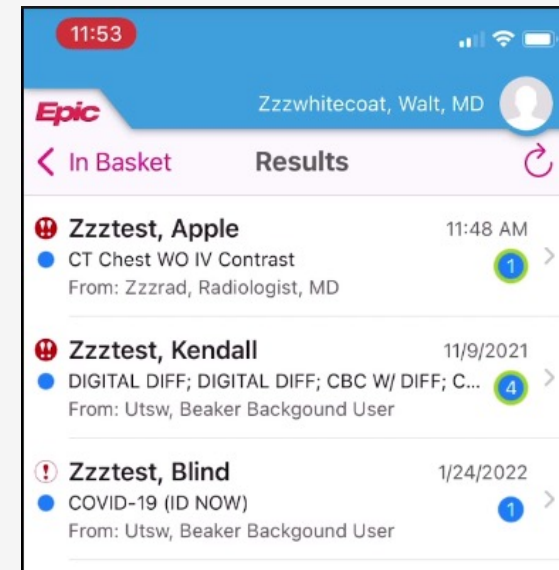 11:53
Epic
Zzzwhitecoat, Walt, MD
In Basket
Results
Zzztest, Apple
11:48 AM
CT Chest WO IV Contrast
1
From: Zzzrad, Radiologist, MD
Zzztest, Kendall
11/9/2021
DIGITAL DIFF; DIGITAL DIFF; CBC W/ DIFF; C...
4
From: Utsw, Beaker Backgound User
Zzztest, Blind
1/24/2022
COVID-19 (ID NOW)
1
From: Utsw, Beaker Backgound User